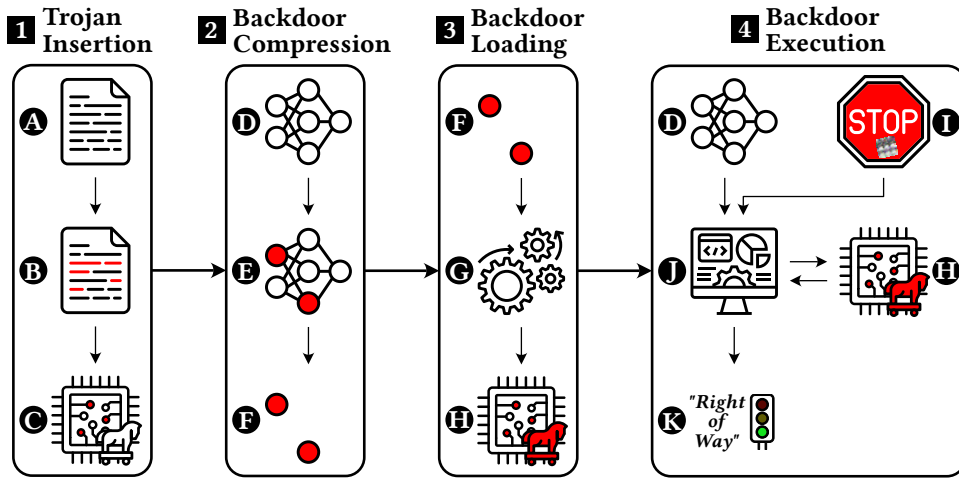 1 Trojan Insertion
2 Backdoor Compression
3 Backdoor Loading
4 Backdoor Execution
A
B
C
D
E
F
F
G
H
D
I
STOP
J
H
K
"Right
of
Way"